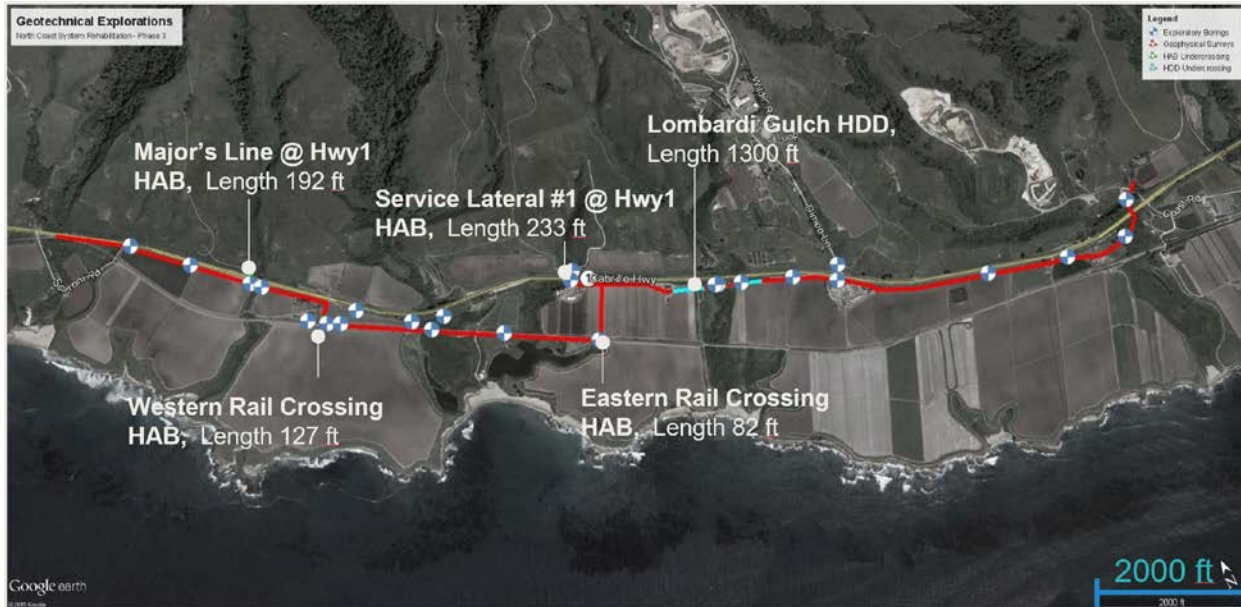 Geotechnical Explorations
North Coast System Rehabilitation - Phase 3
Legend
Exploratory Borings
Geophysical Surveys
HAB Undercrossing
HDD Undercrossing
Lombardi Gulch HDD,
Length 1300 ft
Major's Line @ Hwy1
HAB, Length 192 ft
Service Lateral #1 @ Hwy1
HAB, Length 233 ft
Cabrillo Hwy
Western Rail Crossing
HAB; Length 127 ft
Eastern Rail Crossing
HAB Length 82 ft
Google earth
2000 ft
N
2000 ft